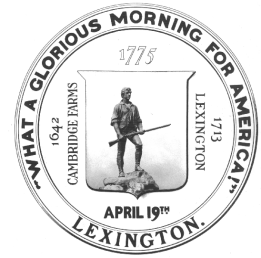 "WHAT A GLORIOUS MORNING FOR AMERICA!"
1775
1642
CAMBRIDGE FARMS
1713
LEXINGTON
APRIL 19TH
LEXINGTON.